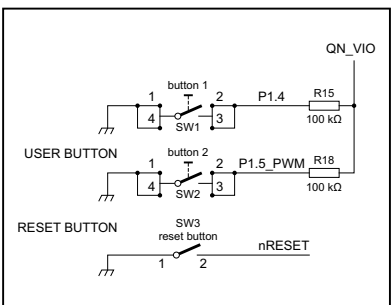 QN_VIO
button 1
1 2 P1.4 R15
4 3 100 kΩ
SW1
USER BUTTON
button 2
1 2 P1.5_PWM R18
4 3 100 kΩ
SW2
RESET BUTTON
SW3
reset button
nRESET
1 2